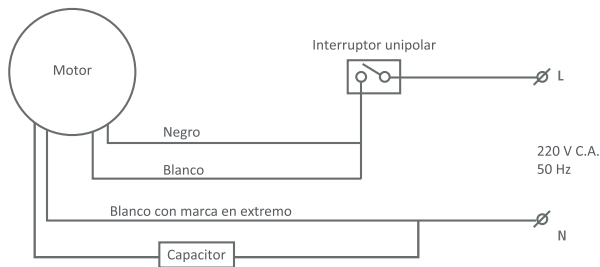 Interruptor unipolar
Motor
L
Negro
220 V C.A.
50 Hz
Blanco
Blanco con marca en extremo
N
Capacitor